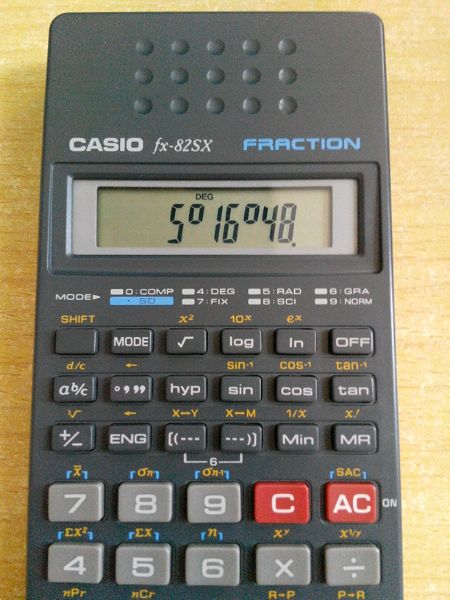 CASIO fx-82SX FRACTION
DEG
5°16°48.
MODE▶ 0:COMP 4:DEG 5:RAD 6:GRA
SD 7:FIX 8:SCI 9:NORM
SHIFT x² 10ˣ eˣ
MODE √ log ln OFF
d/c ← sin⁻¹ cos⁻¹ tan⁻¹
a b/c °,,, hyp sin cos tan
³√ ← X↔Y X↔M 1/x x!
+/− ENG [(--- ---)] Min MR
6
x̄ σn σn-1 SAC
7 8 9 C AC ON
Σx² Σx n xʸ x¹/ʸ
4 5 6 × ÷
nPr nCr R→P P→R